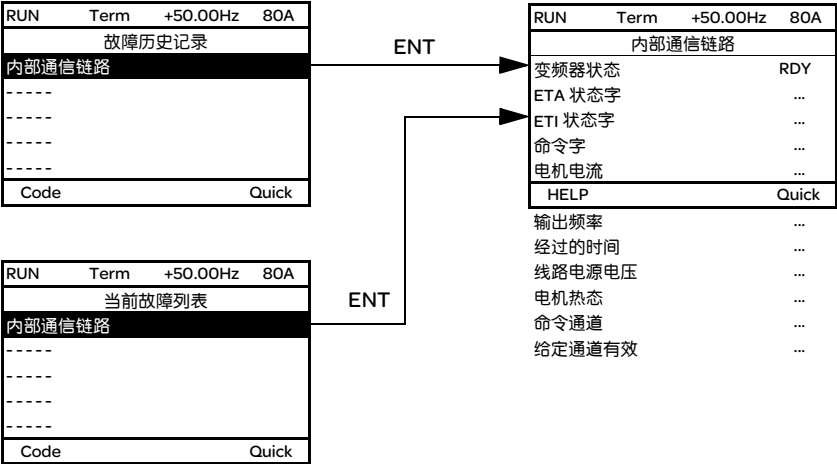 RUN Term +50.00Hz 80A
故障历史记录
内部通信链路
-----
-----
-----
-----
Code Quick
ENT
RUN Term +50.00Hz 80A
当前故障列表
内部通信链路
-----
-----
-----
-----
Code Quick
ENT
RUN Term +50.00Hz 80A
内部通信链路
变频器状态 RDY
ETA 状态字 ...
ETI 状态字 ...
命令字 ...
电机电流 ...
HELP Quick
输出频率 ...
经过的时间 ...
线路电源电压 ...
电机热态 ...
命令通道 ...
给定通道有效 ...